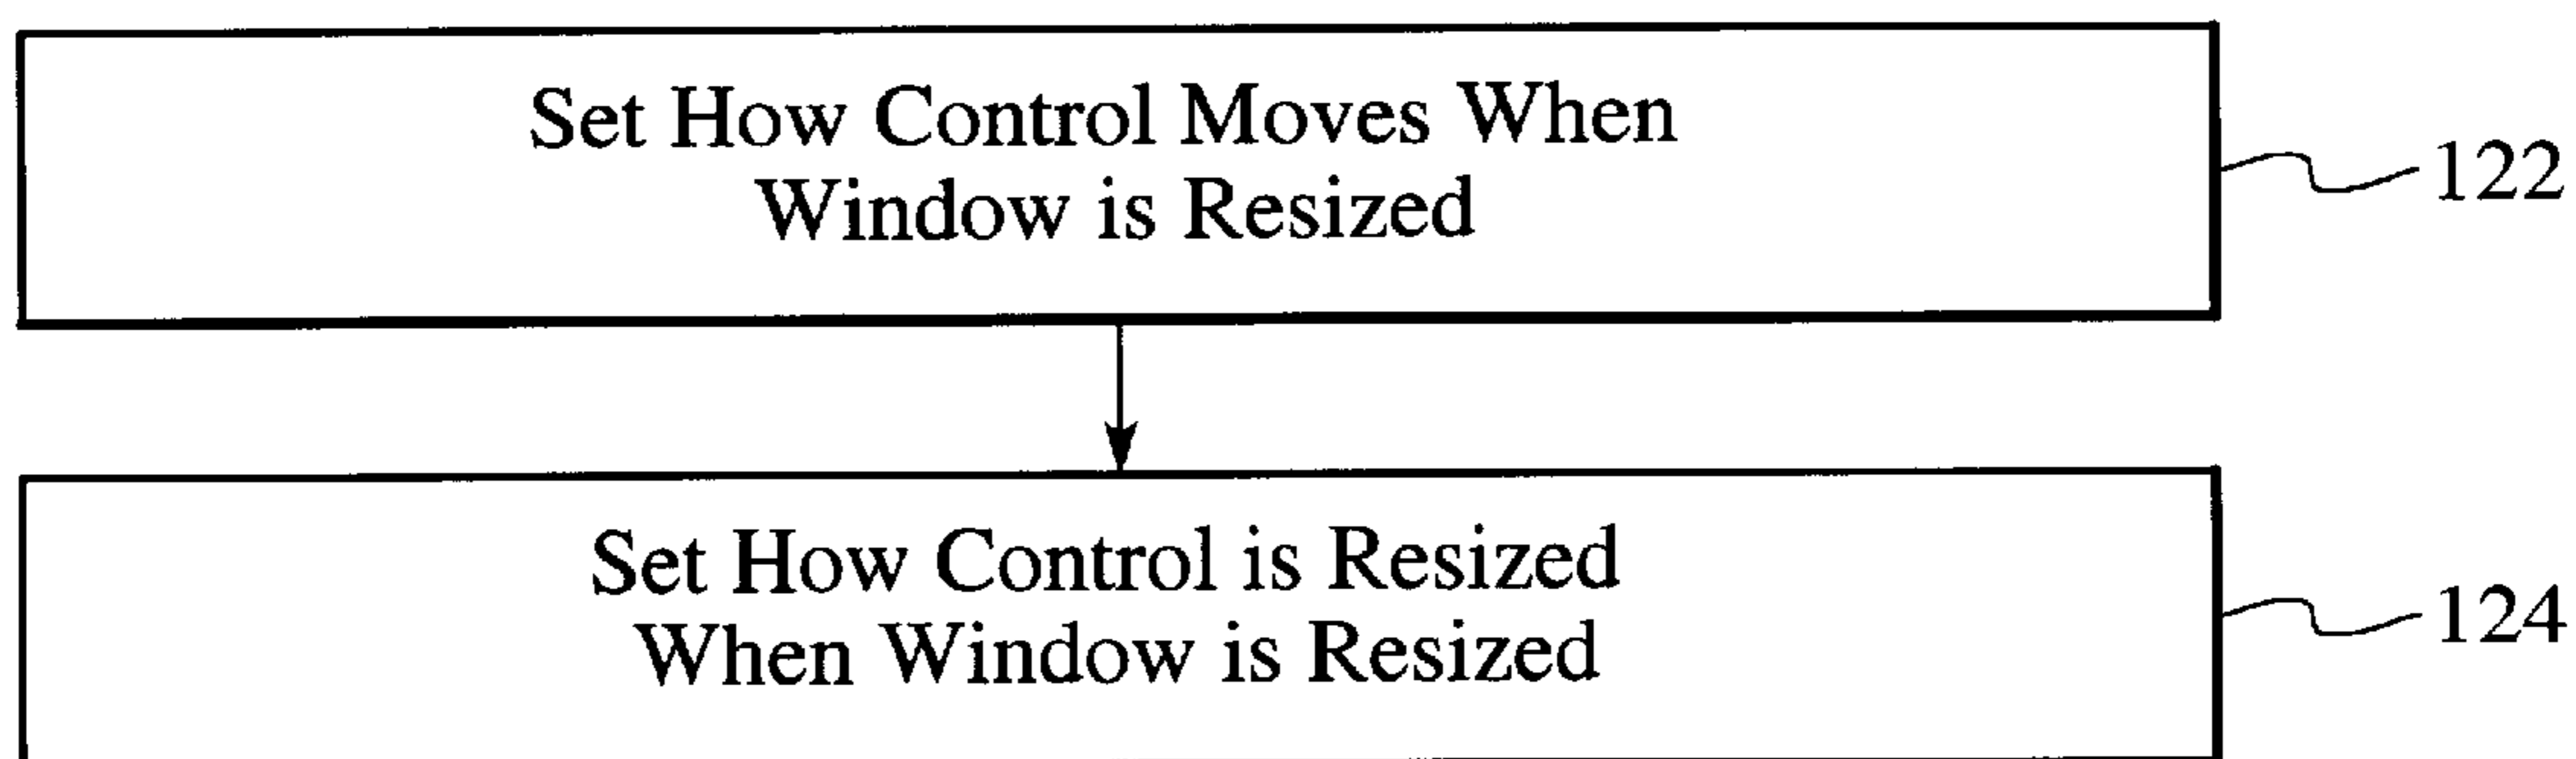 Set How Control Moves When
Window is Resized
122
Set How Control is Resized
When Window is Resized
124